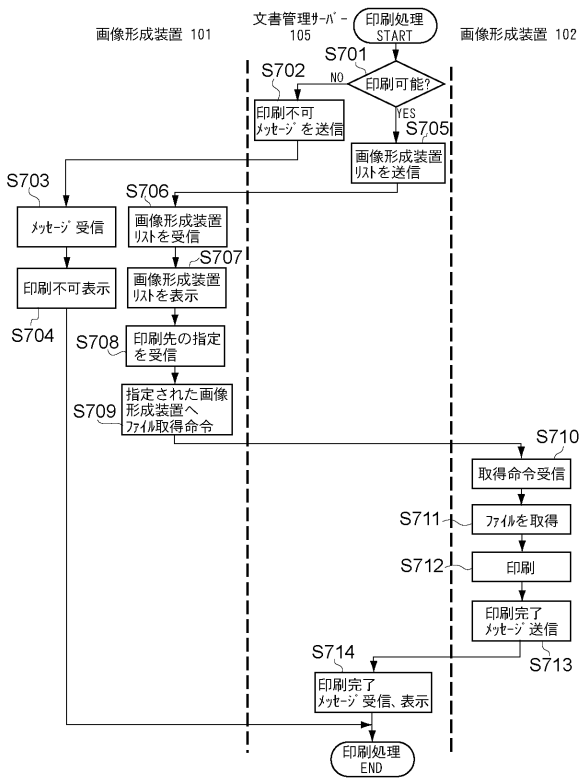 画像形成装置 101
文書管理サーバー
105
画像形成装置 102
印刷処理
START
S701
印刷可能?
NO
YES
S702
印刷不可
メッセージを送信
S705
画像形成装置
リストを送信
S703
メッセージ受信
S706
画像形成装置
リストを受信
S707
画像形成装置
リストを表示
印刷不可表示
S704
S708
印刷先の指定
を受信
S709
指定された画像
形成装置へ
ファイル取得命令
S710
取得命令受信
S711
ファイルを取得
S712
印刷
印刷完了
メッセージ送信
S713
S714
印刷完了
メッセージ受信、表示
印刷処理
END